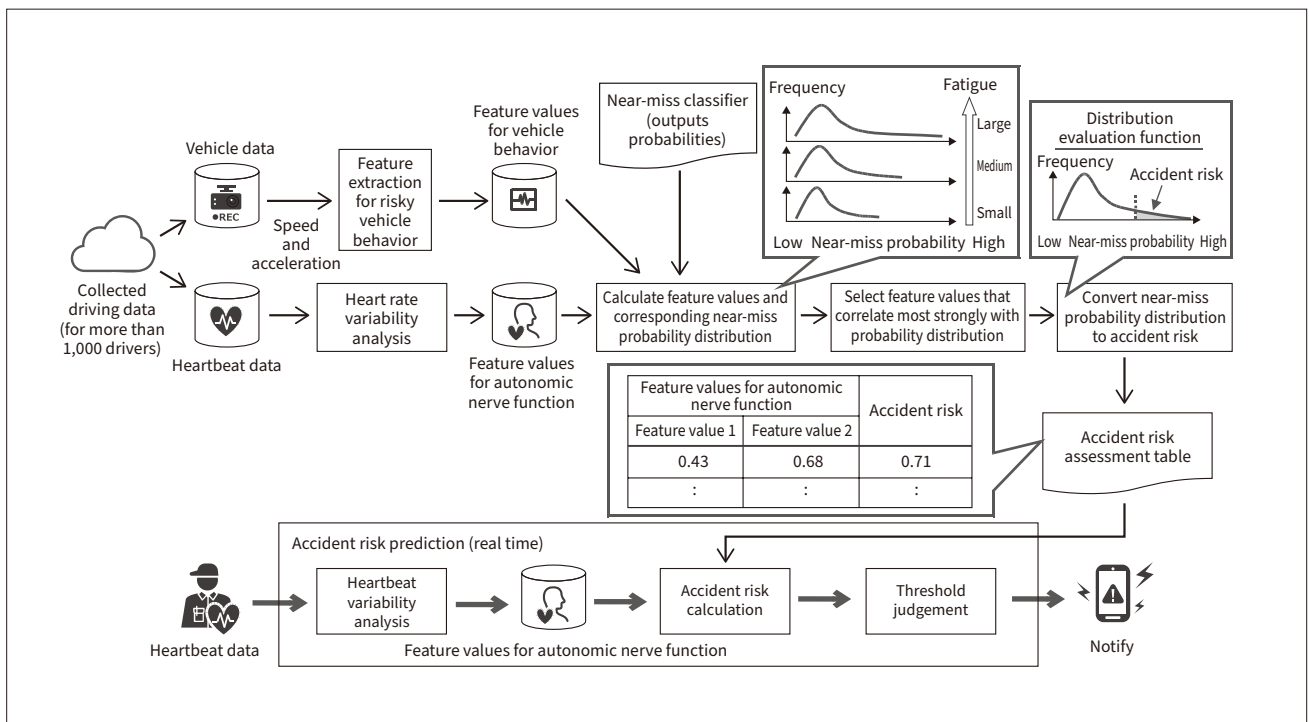 Vehicle data
●REC
Speed
and
acceleration
Feature
extraction
for risky
vehicle
behavior
Feature values
for vehicle
behavior
Near-miss classifier
(outputs
probabilities)
Frequency
Fatigue
Large
Medium
Small
Low Near-miss probability High
Distribution
evaluation function
Frequency
Accident risk
Low Near-miss probability High
Collected
driving data
(for more than
1,000 drivers)
Heartbeat data
Heart rate
variability
analysis
Feature values
for autonomic
nerve function
Calculate feature values and
corresponding near-miss
probability distribution
Select feature values that
correlate most strongly with
probability distribution
Convert near-miss
probability distribution
to accident risk
Feature values for autonomic
nerve function
Accident risk
Feature value 1
Feature value 2
0.43
0.68
0.71
:
:
:
Accident risk
assessment table
Accident risk prediction (real time)
Heartbeat data
Heartbeat
variability
analysis
Feature values for autonomic nerve function
Accident risk
calculation
Threshold
judgement
Notify